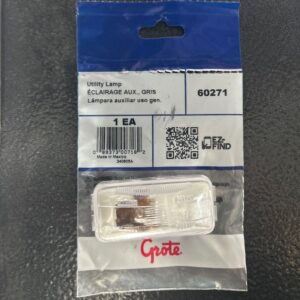 Utility Lamp
ÉCLAIRAGE AUX., GRIS
Lámpara auxiliar uso gen.
60271
1 EA
EZ
FIND
Made in Mexico
Grote